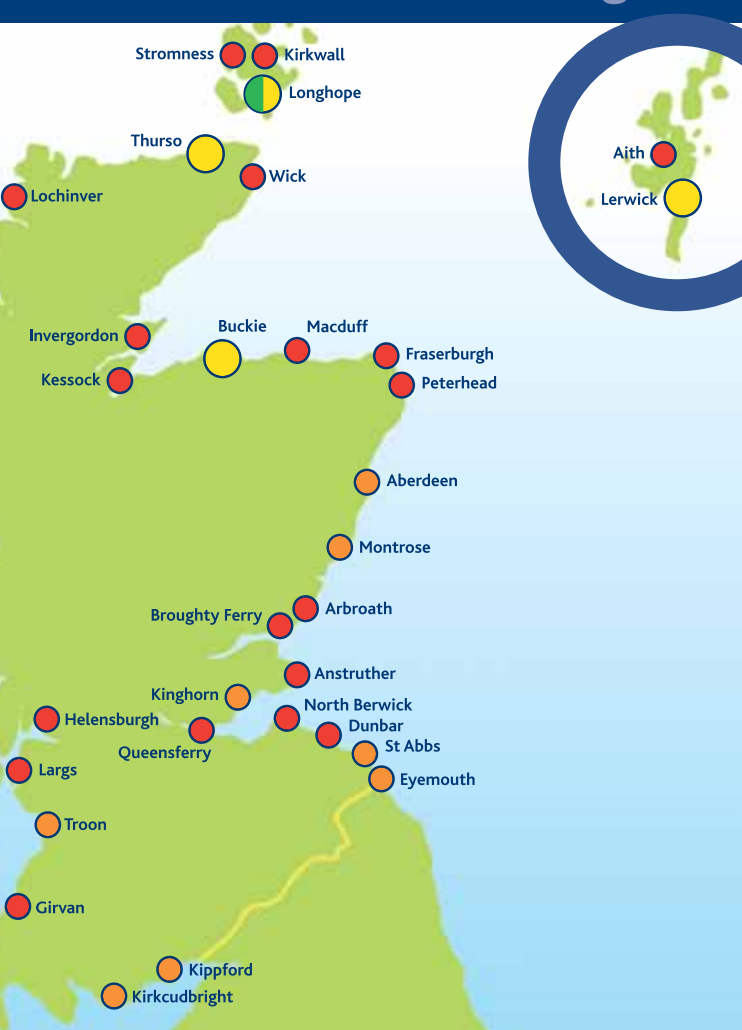 Stromness
Kirkwall
Longhope
Thurso
Wick
Lochinver
Aith
Lerwick
Invergordon
Buckie
Macduff
Fraserburgh
Kessock
Peterhead
Aberdeen
Montrose
Broughty Ferry
Arbroath
Anstruther
Kinghorn
North Berwick
Helensburgh
Dunbar
Queensferry
St Abbs
Largs
Eyemouth
Troon
Girvan
Kippford
Kirkcudbright